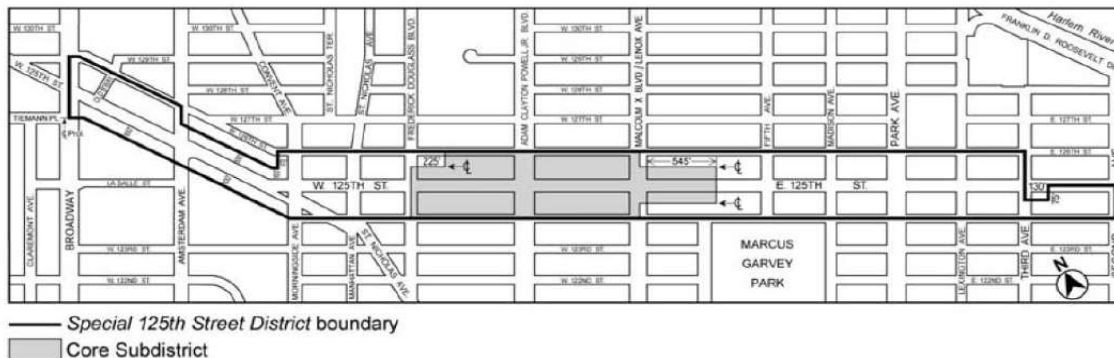 W. 130TH ST.
W. 130TH ST.
W. 130TH ST.
Harlem River
FRANKLIN D. ROOSEVELT
W. 125TH ST.
W. 129TH ST.
W. 129TH ST.
OLD BWY
CONVENT AVE.
ST. NICHOLAS TER.
ST. NICHOLAS AVE
FREDERICK DOUGLASS BLVD.
ADAM CLAYTON POWELL JR. BLVD.
MALCOLM X BLVD / LENOX AVE.
W. 128TH ST.
W. 128TH ST.
TIEMANN PL.
W. 127TH ST.
W. 127TH ST.
FIFTH AVE.
MADISON AVE.
PARK AVE.
E. 127TH ST.
W. 126TH ST.
E. 126TH ST.
225'
545'
LA SALLE ST.
W. 125TH ST.
E. 125TH ST.
130'
75'
CLAREMONT AVE.
BROADWAY
AMSTERDAM AVE.
MORNINGSIDE AVE.
MANHATTAN AVE.
ST. NICHOLAS AVE.
W. 123RD ST.
W. 123RD ST.
W. 123RD ST.
W. 122ND ST.
W. 122ND ST.
W. 122ND ST.
MARCUS
GARVEY
PARK
LEXINGTON AVE.
THIRD AVE.
E. 123RD ST.
E. 122ND ST.
N
Special 125th Street District boundary
Core Subdistrict